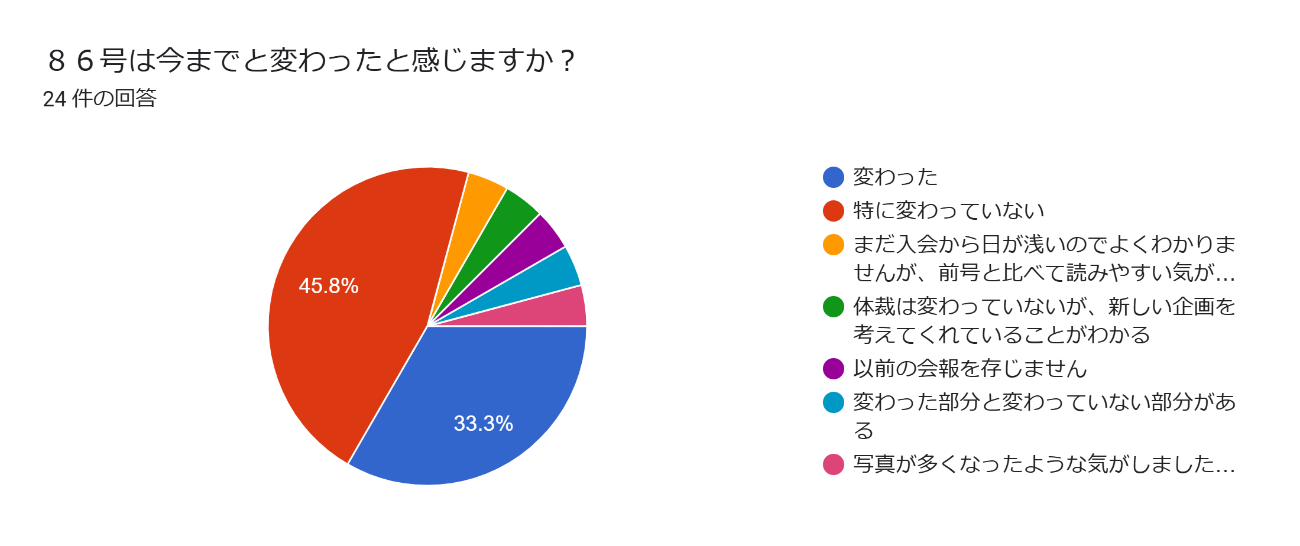 ８６号は今までと変わったと感じますか？
24 件の回答
変わった
特に変わっていない
まだ入会から日が浅いのでよくわかりま
せんが、前号と比べて読みやすい気が…
体裁は変わっていないが、新しい企画を
考えてくれていることがわかる
以前の会報を存じません
変わった部分と変わっていない部分があ
る
写真が多くなったような気がしました…
45.8%
33.3%